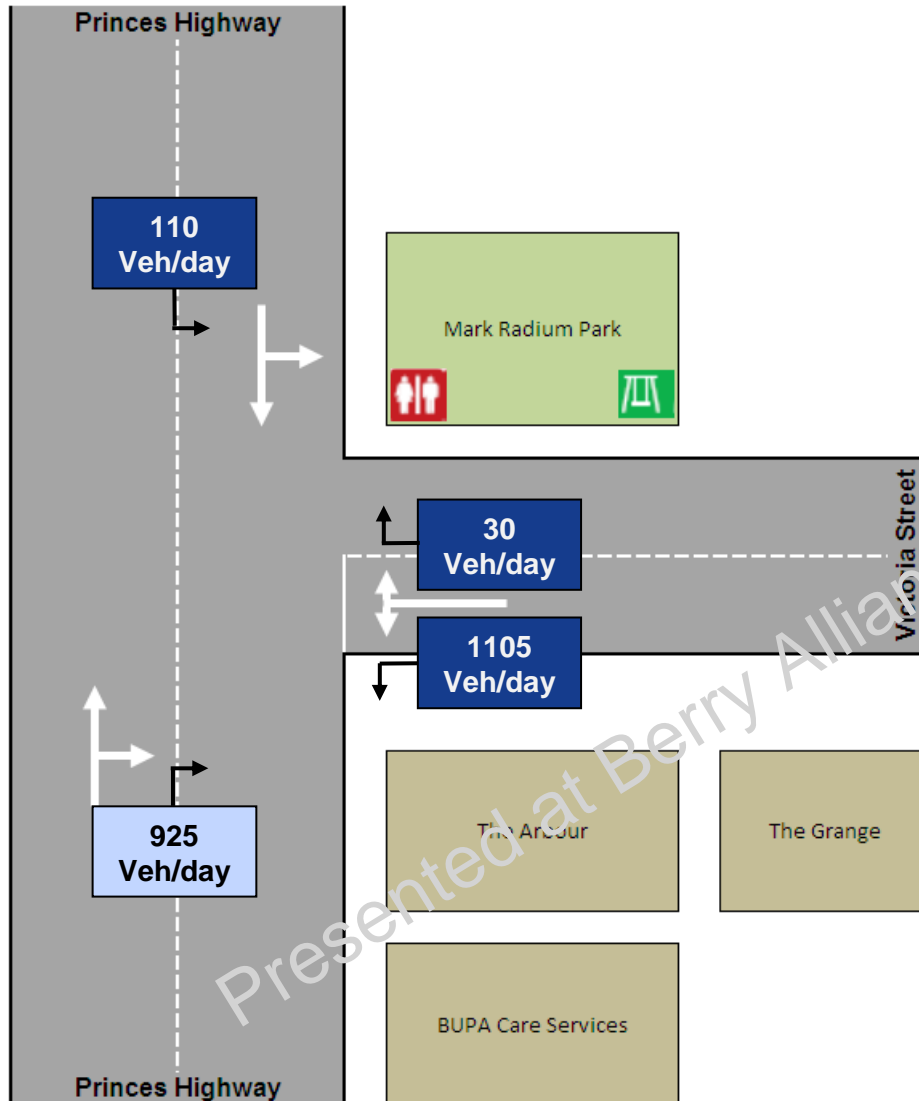 Princes Highway
110
Veh/day
Mark Radium Park
30
Veh/day
Victoria Street
1105
Veh/day
925
Veh/day
The Arbour
The Grange
BUPA Care Services
Princes Highway
Presented at Berry Allian